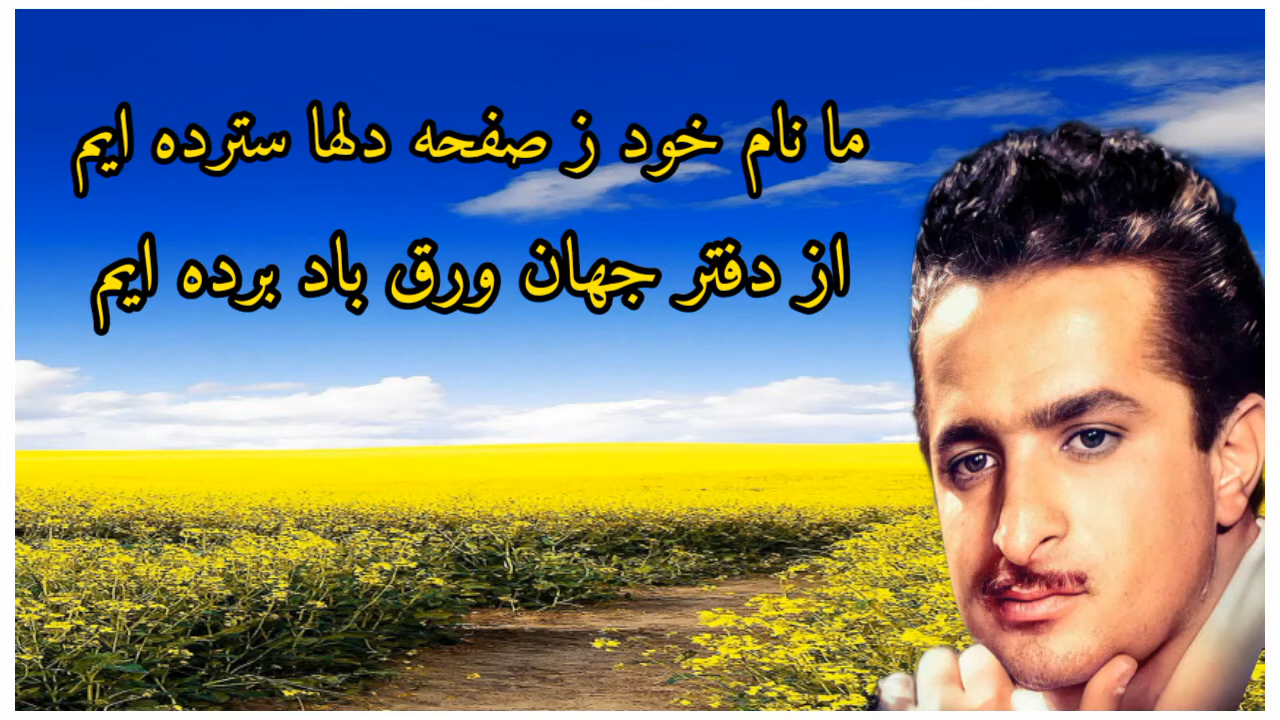 ما نام خود ز صفحه دلها سترده ایم
از دفتر جهان ورق باد برده ایم